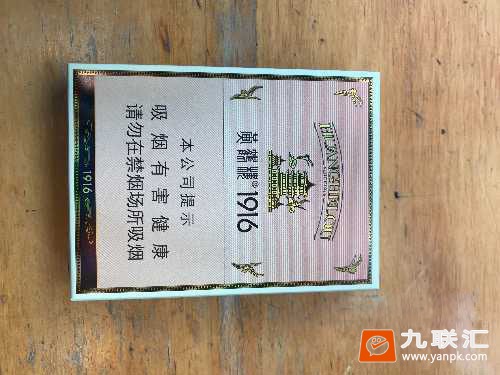 HUANGHELOU
黄鹤楼®1916
本公司提示
吸烟有害健康
请勿在禁烟场所吸烟
1916
九联汇
www.yanpk.com